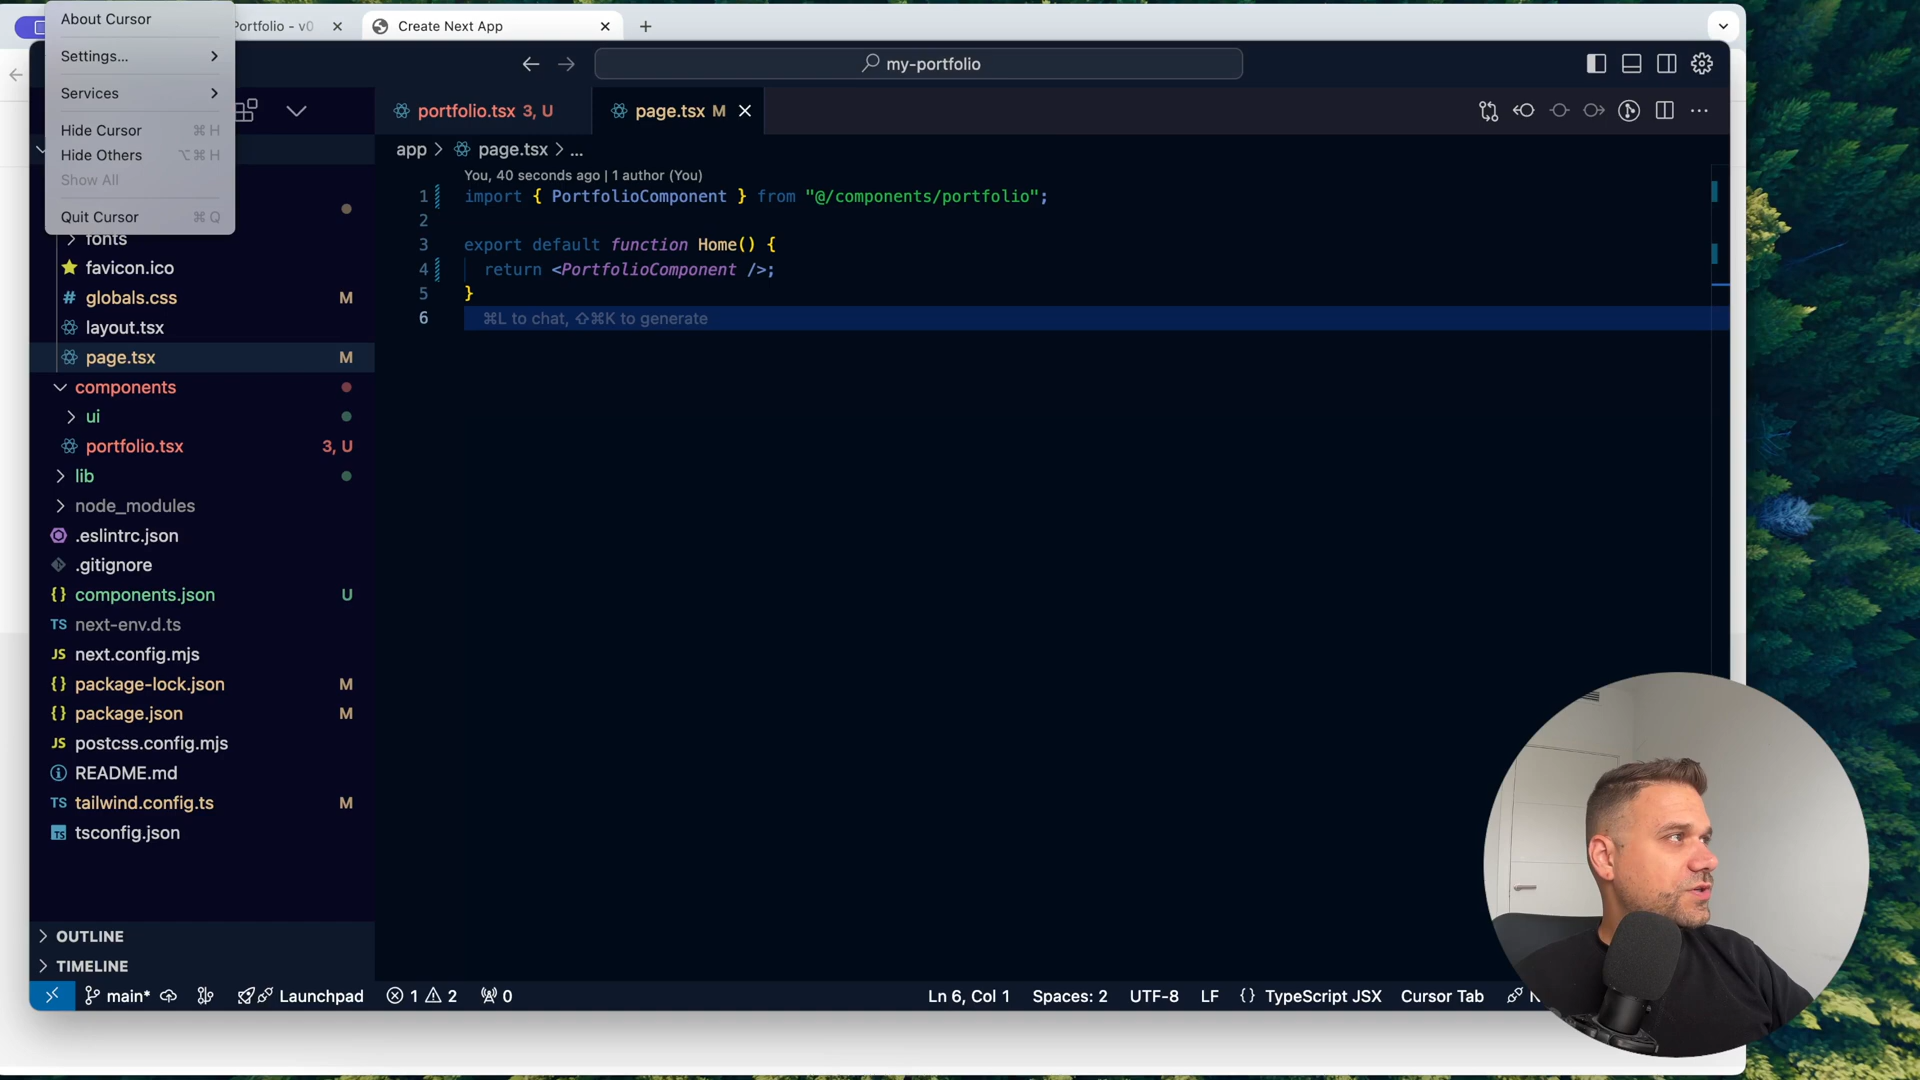 About Cursor
Settings...
Services
Hide Cursor ⌘ H
Hide Others ⌥⌘ H
Show All
Quit Cursor ⌘ Q
Portfolio - v0
Create Next App
my-portfolio
portfolio.tsx 3, U
page.tsx M
app > page.tsx > ...
You, 40 seconds ago | 1 author (You)
1 import { PortfolioComponent } from "@/components/portfolio";
2
3 export default function Home() {
4 return <PortfolioComponent />;
5 }
6 ⌘L to chat, ⇧⌘K to generate
fonts
favicon.ico
globals.css M
layout.tsx
page.tsx M
components
ui
portfolio.tsx 3, U
lib
node_modules
.eslintrc.json
.gitignore
components.json U
next-env.d.ts
next.config.mjs
package-lock.json M
package.json M
postcss.config.mjs
README.md
tailwind.config.ts M
tsconfig.json
OUTLINE
TIMELINE
main* Launchpad 1 2 0 Ln 6, Col 1 Spaces: 2 UTF-8 LF {} TypeScript JSX Cursor Tab